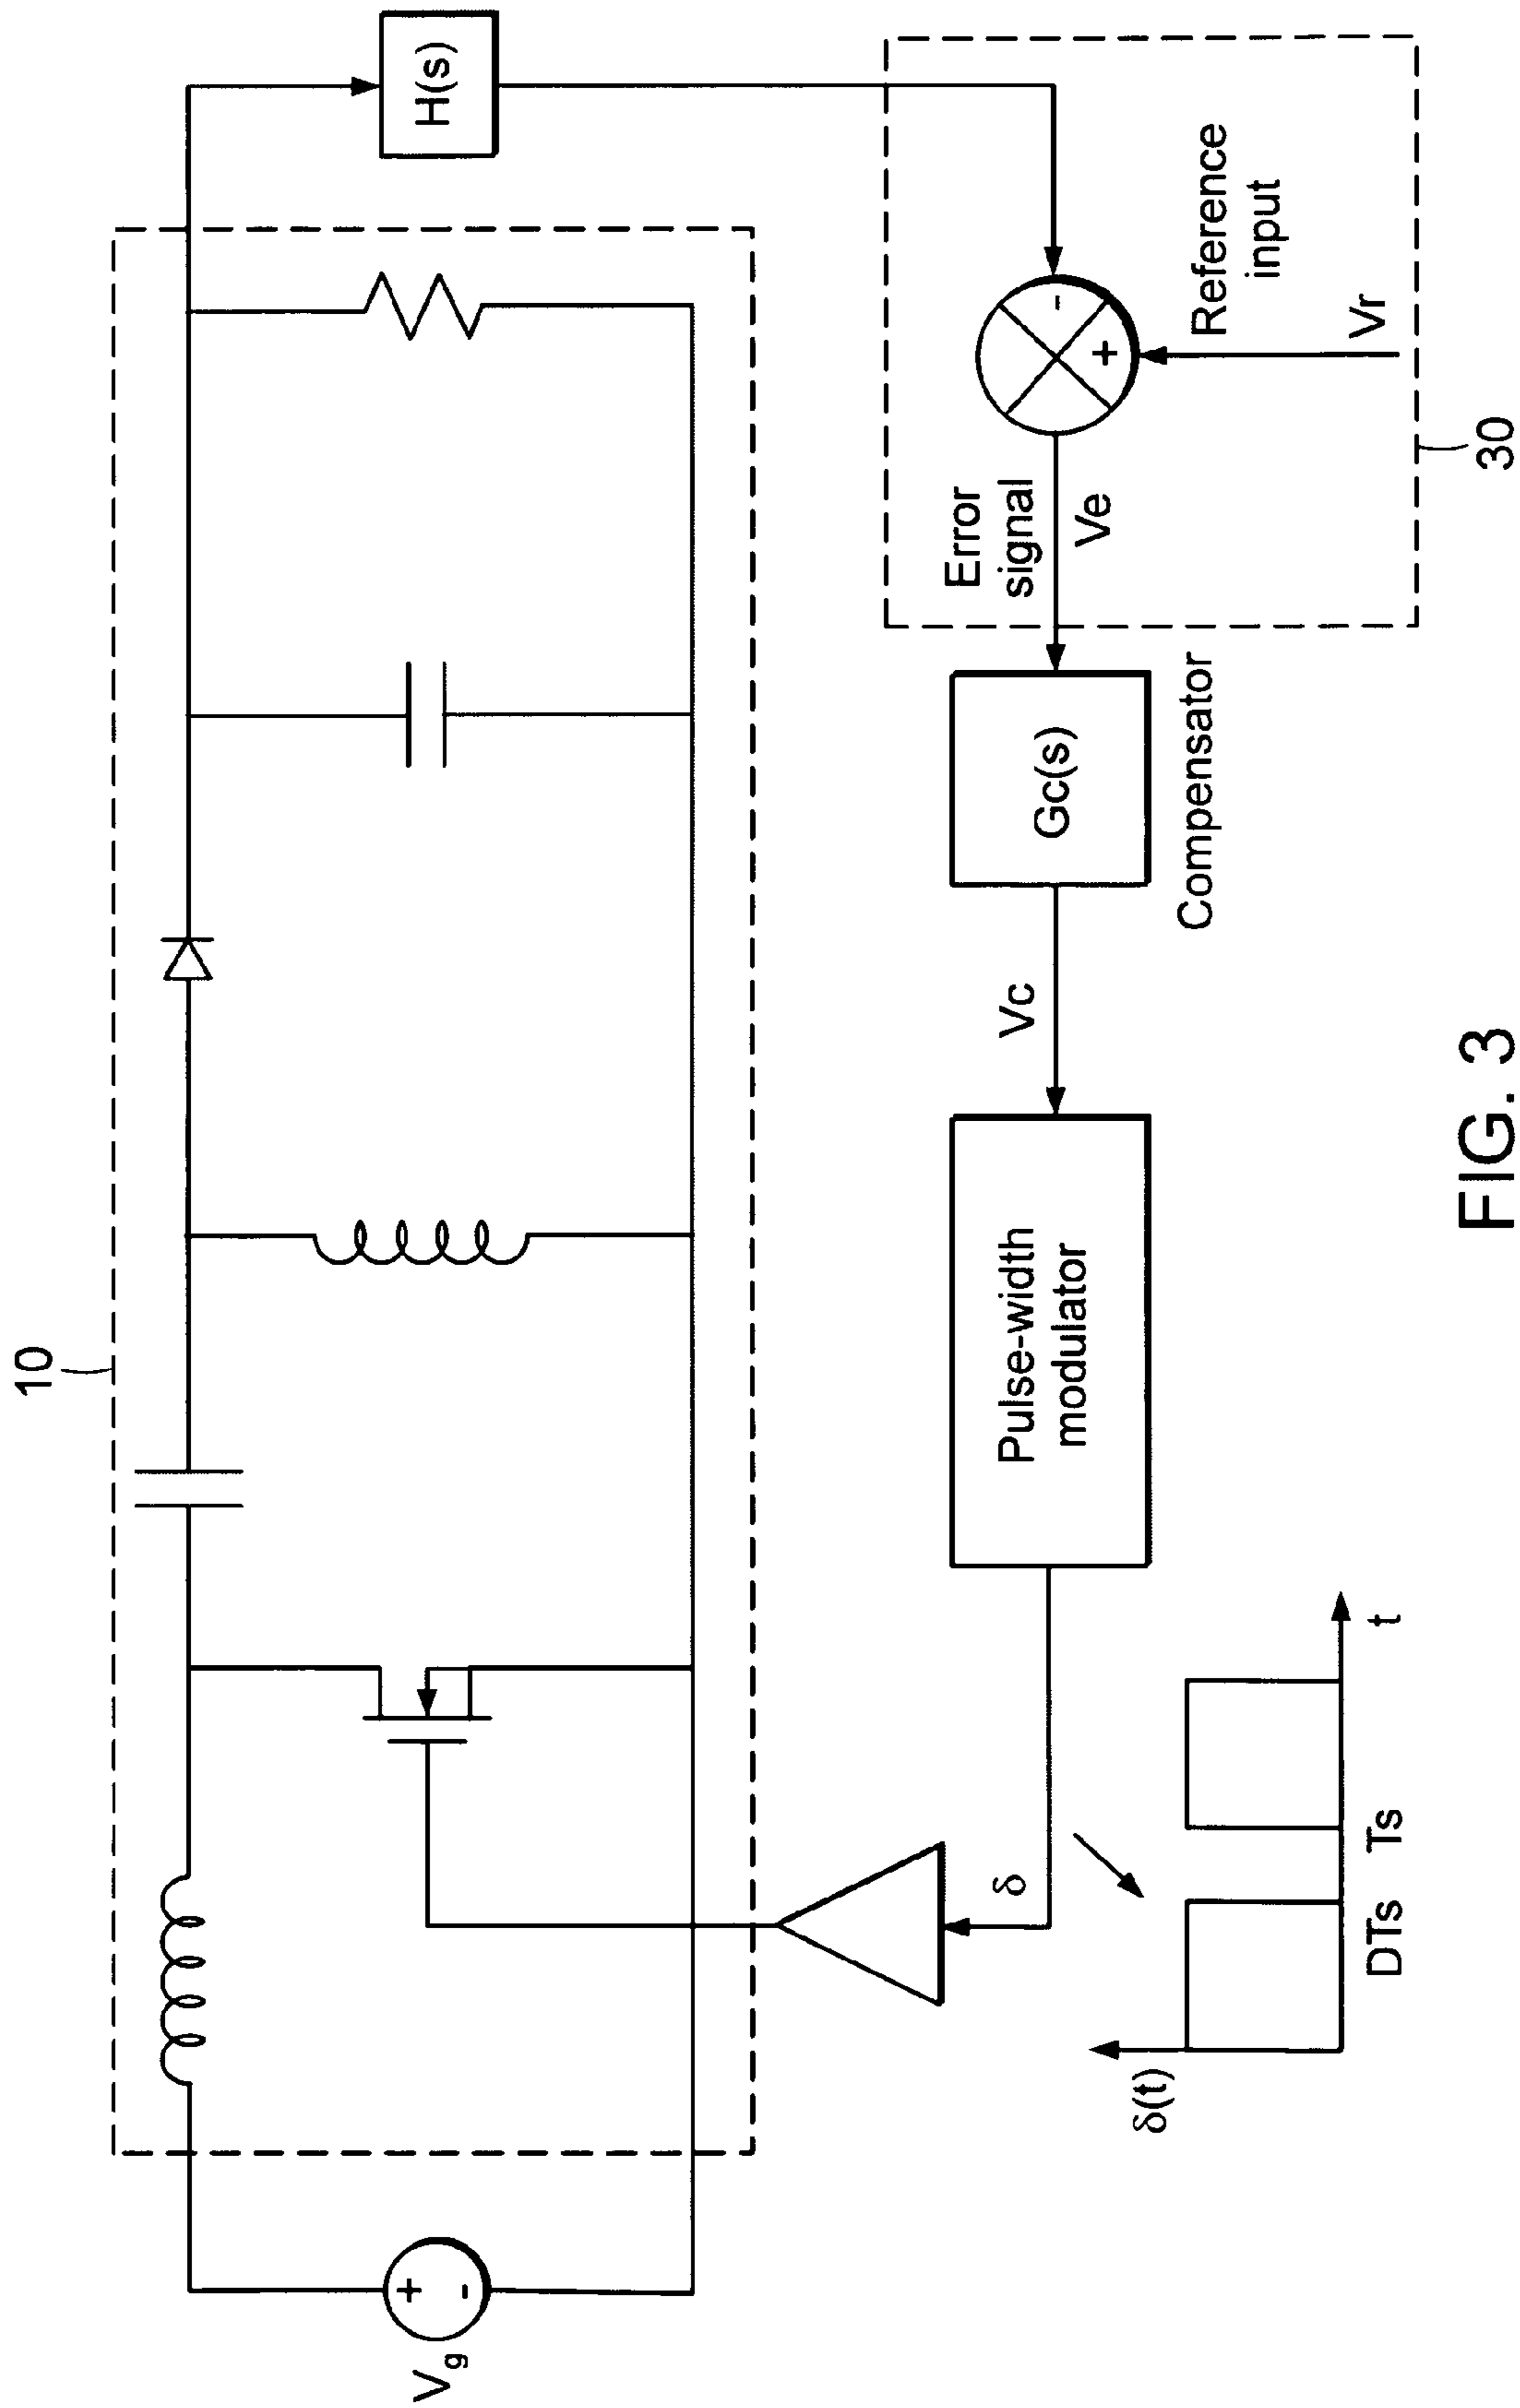 10
Vg
H(s)
δ
Pulse-width
modulator
Vc
Gc(s)
Compensator
Error
signal
Ve
-
+
Reference
input
Vr
30
δ(t)
DTs
Ts
t
+
-
FIG. 3